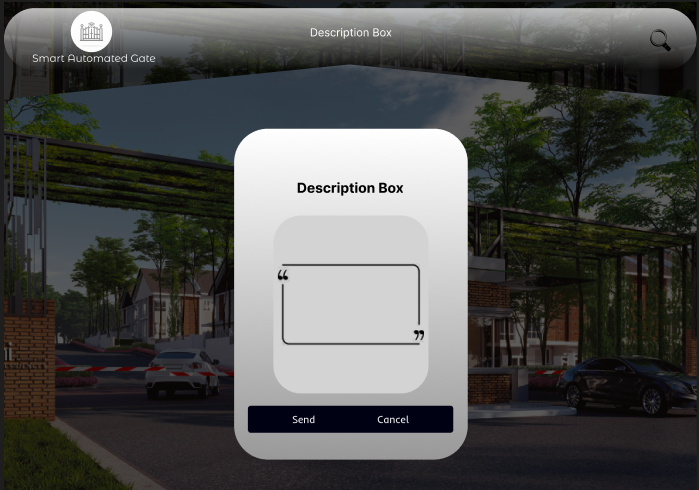 Description Box
Smart Automated Gate
Description Box
Send Cancel